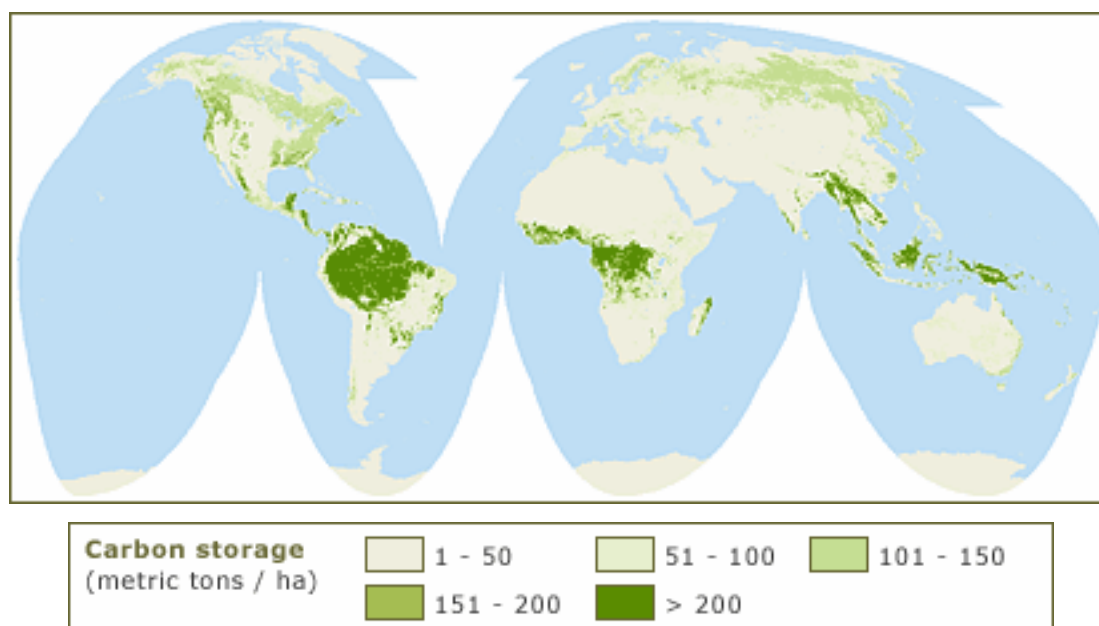 Carbon storage
(metric tons / ha)
1 - 50
51 - 100
101 - 150
151 - 200
> 200